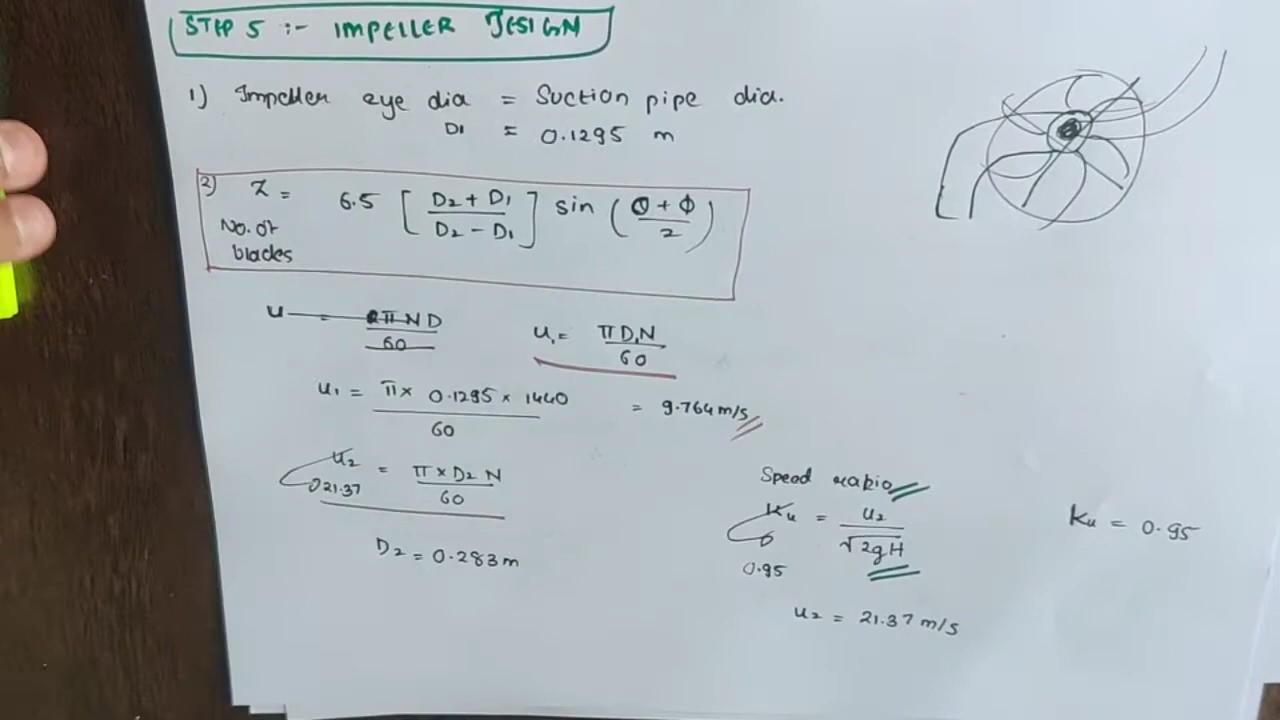 STEP 5 :- IMPELLER DESIGN
1) Impeller eye dia = Suction pipe dia.
D1 = 0.1295 m
2) Z = 6.5 [ D2 + D1 / D2 - D1 ] sin ( θ + Φ / 2 )
No. of blades
u = 2πND / 60
u1 = πD1N / 60
u1 = π x 0.1295 x 1440 / 60 = 9.764 m/s
u2 = π x D2 N / 60
21.37
D2 = 0.283 m
Speed ratio
Ku = u2 / √2gH
0.95
Ku = 0.95
u2 = 21.37 m/s